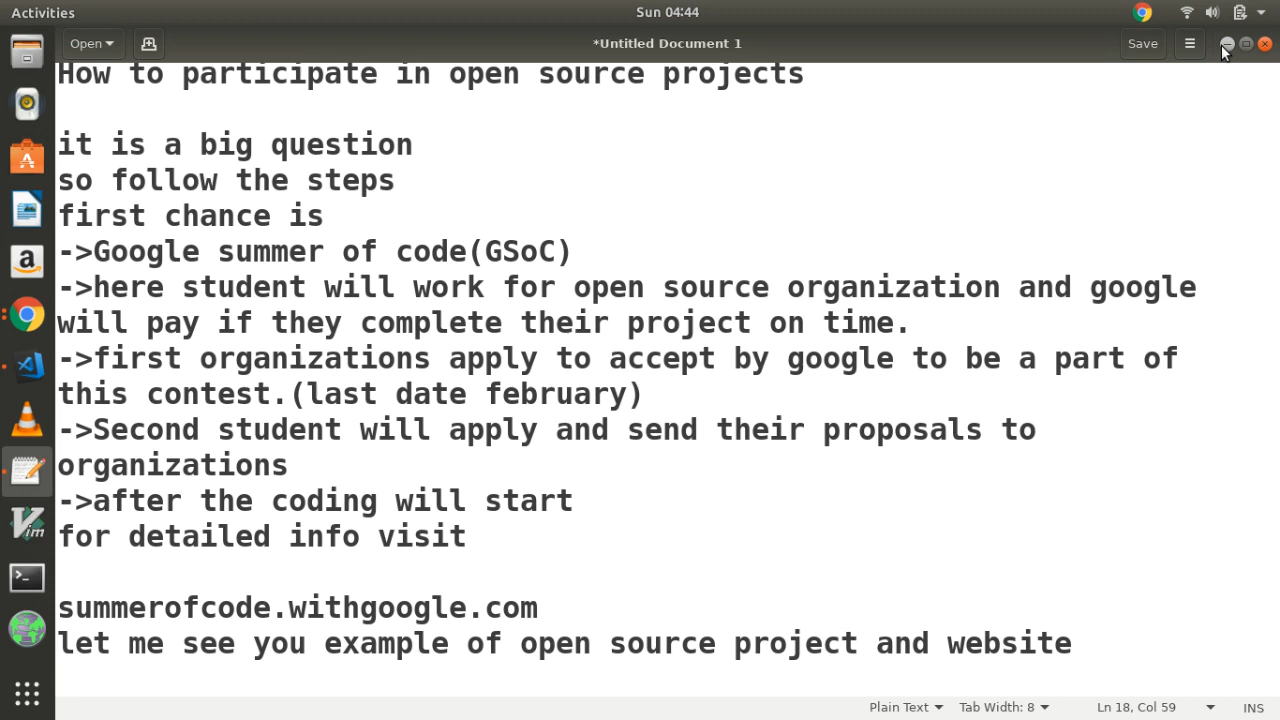 Activities
Sun 04:44
Open
*Untitled Document 1
Save
How to participate in open source projects
it is a big question
so follow the steps
first chance is
->Google summer of code(GSoC)
->here student will work for open source organization and google
will pay if they complete their project on time.
->first organizations apply to accept by google to be a part of
this contest.(last date february)
->Second student will apply and send their proposals to
organizations
->after the coding will start
for detailed info visit
summerofcode.withgoogle.com
let me see you example of open source project and website
Plain Text
Tab Width: 8
Ln 18, Col 59
INS